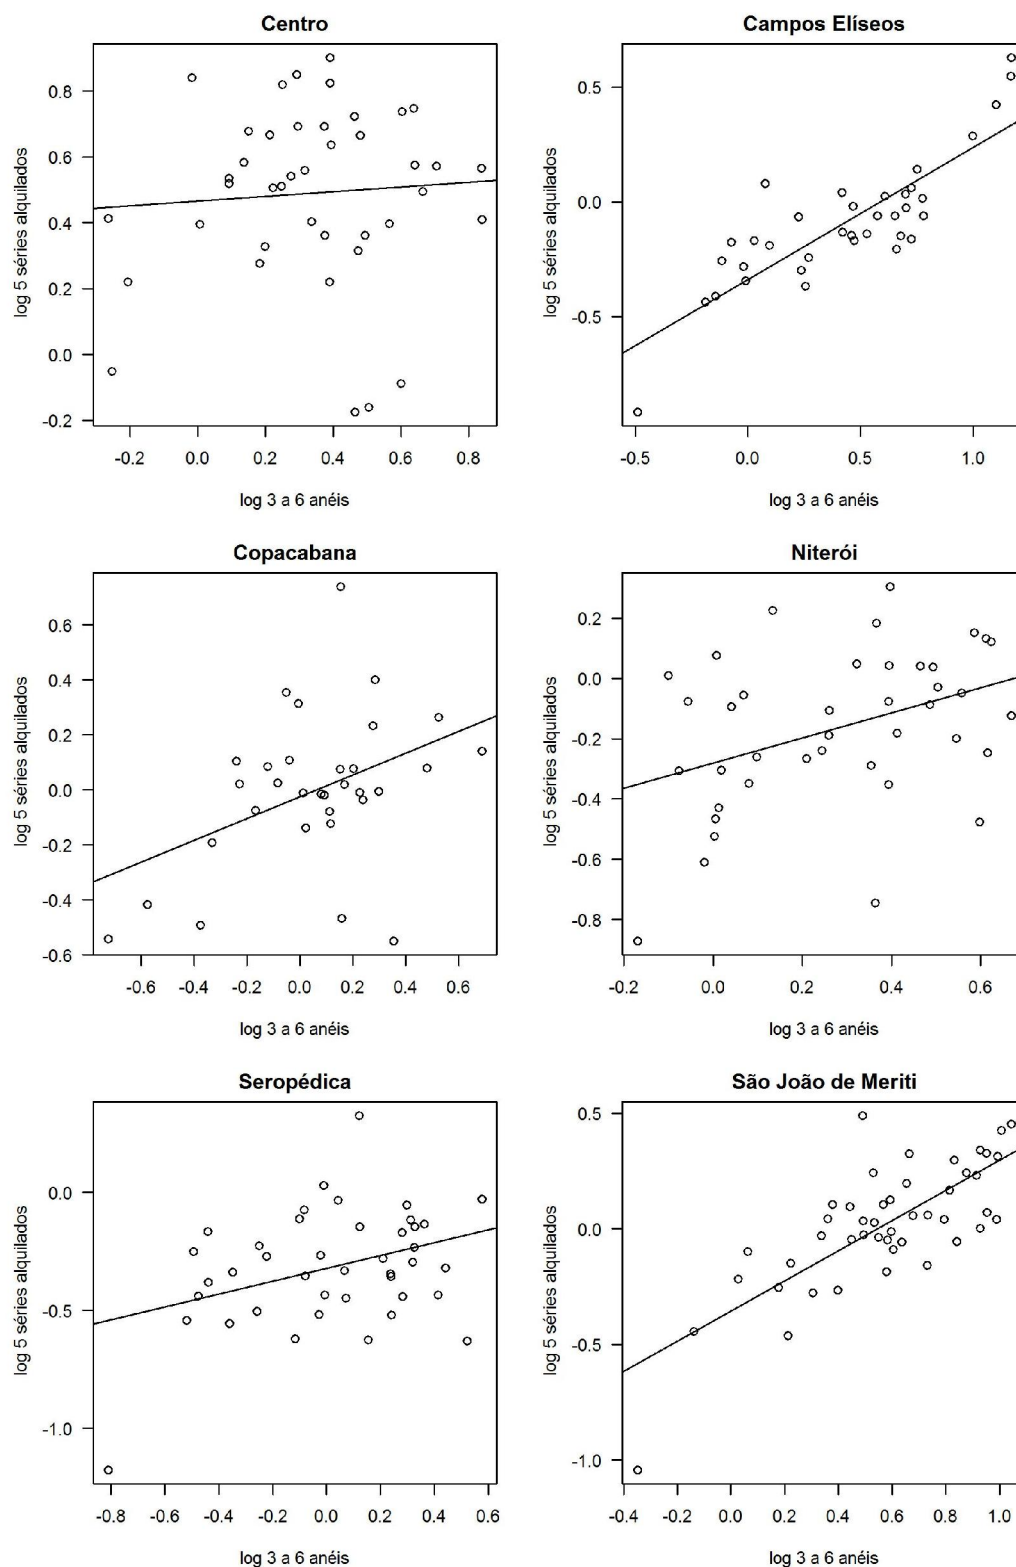 Centro
log 5 séries alquilados
0.8
0.6
0.4
0.2
0.0
-0.2
-0.2 0.0 0.2 0.4 0.6 0.8
log 3 a 6 anéis
Campos Elíseos
log 5 séries alquilados
0.5
0.0
-0.5
-0.5 0.0 0.5 1.0
log 3 a 6 anéis
Copacabana
log 5 séries alquilados
0.6
0.4
0.2
0.0
-0.2
-0.4
-0.6
-0.6 -0.4 -0.2 0.0 0.2 0.4 0.6
log 3 a 6 anéis
Niterói
log 5 séries alquilados
0.2
0.0
-0.2
-0.4
-0.6
-0.8
-0.2 0.0 0.2 0.4 0.6
log 3 a 6 anéis
Seropédica
log 5 séries alquilados
0.0
-0.5
-1.0
-0.8 -0.6 -0.4 -0.2 0.0 0.2 0.4 0.6
log 3 a 6 anéis
São João de Meriti
log 5 séries alquilados
0.5
0.0
-0.5
-1.0
-0.4 -0.2 0.0 0.2 0.4 0.6 0.8 1.0
log 3 a 6 anéis